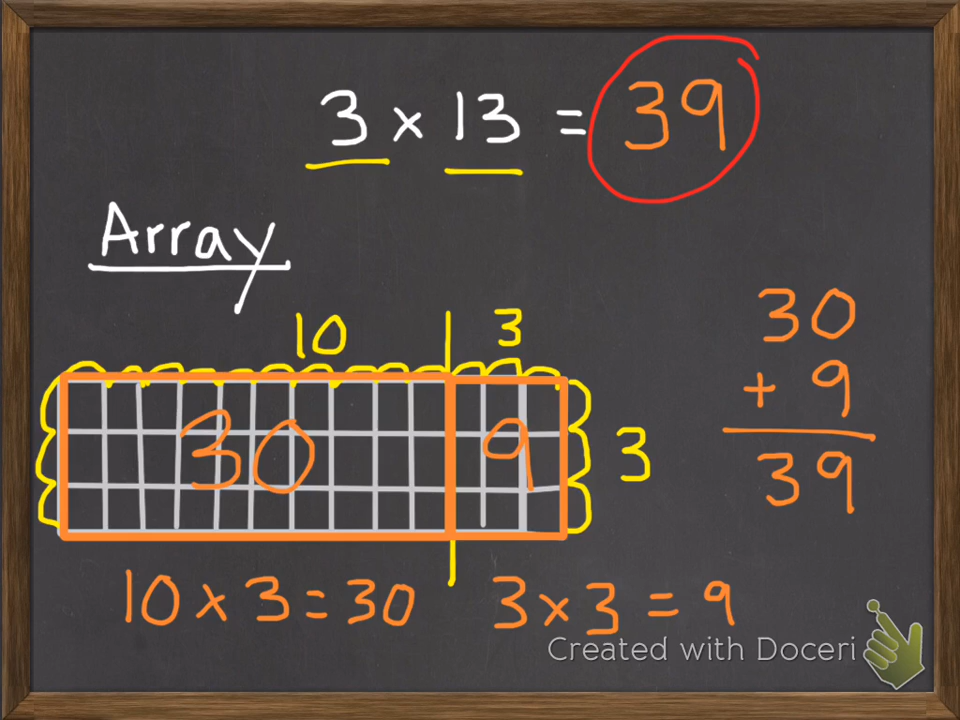 3 x 13 = 39
Array
10 3
30 9
3
30
+ 9
39
10 x 3 = 30
3 x 3 = 9
Created with Doceri